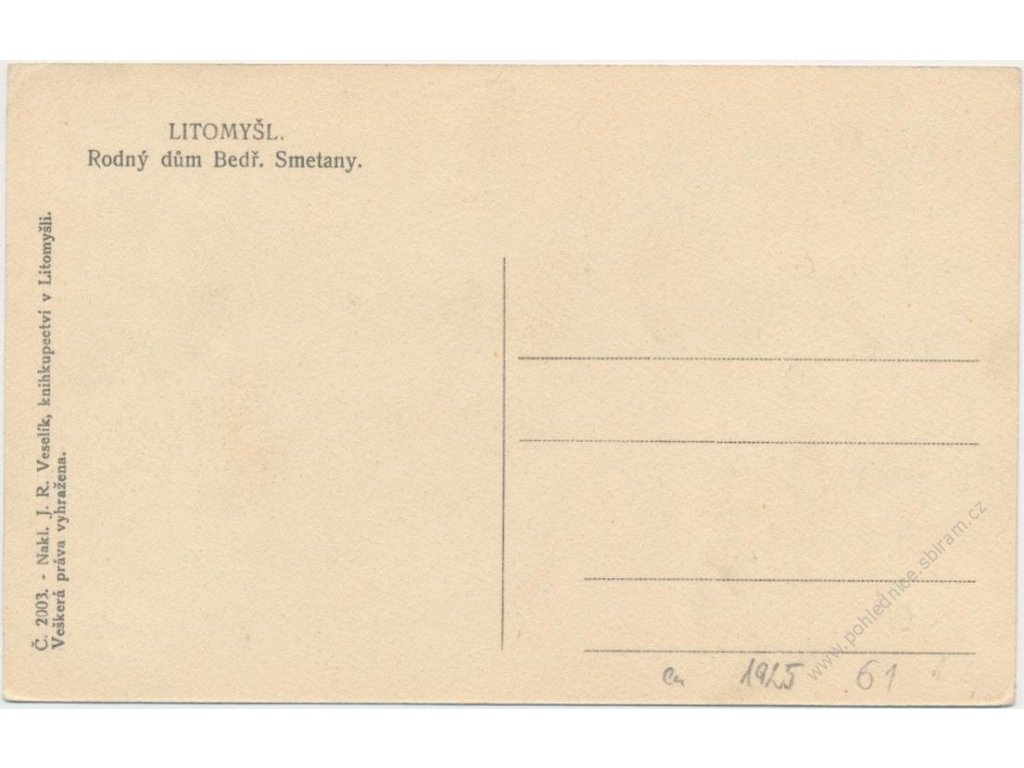 LITOMYŠL.
Rodný dům Bedř. Smetany.
Č. 2003. - Nakl. J. R. Veselík, knihkupectví v Litomyšli.
Veškerá práva vyhražena.
www.pohlednice.sbiram.cz
ca 1925 61